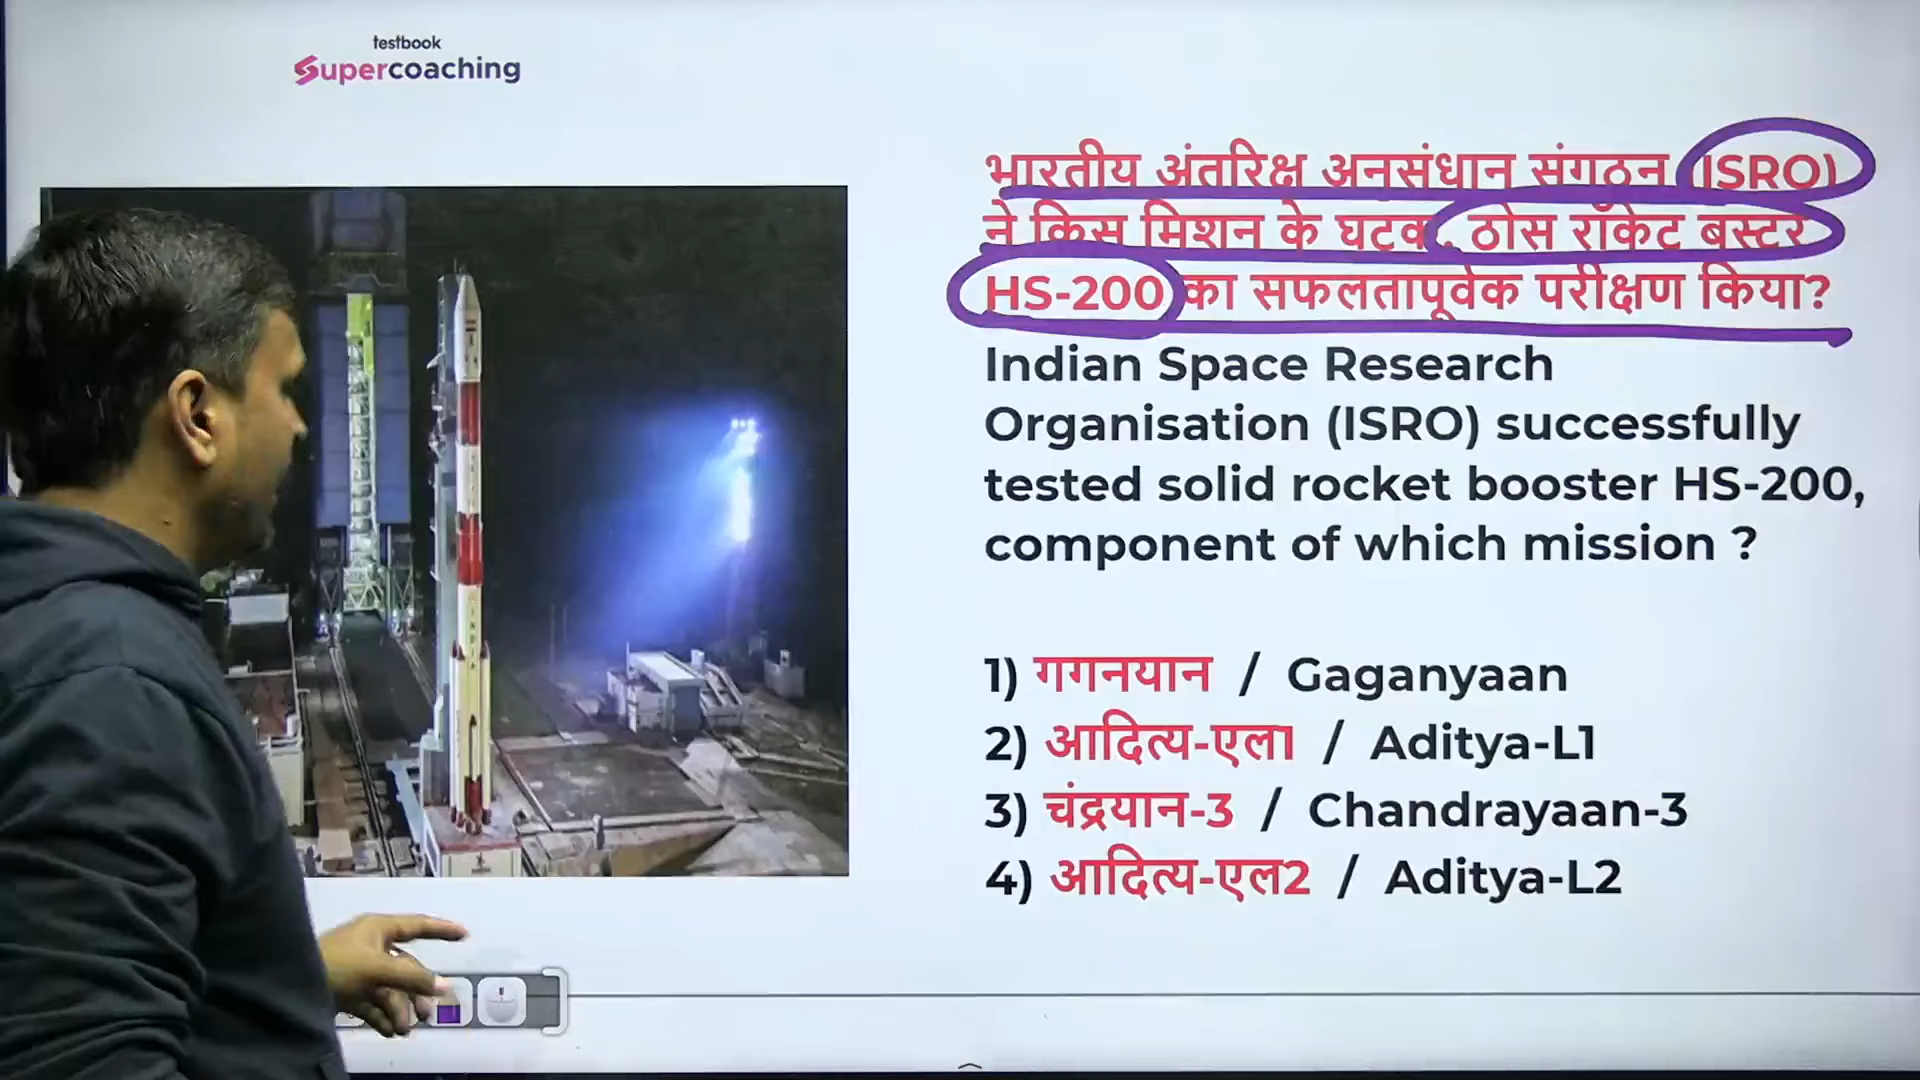 testbook
Supercoaching
भारतीय अंतरिक्ष अनुसंधान संगठन (ISRO)
ने किस मिशन के घटक, ठोस रॉकेट बूस्टर
HS-200 का सफलतापूर्वक परीक्षण किया?
Indian Space Research
Organisation (ISRO) successfully
tested solid rocket booster HS-200,
component of which mission ?
1) गगनयान / Gaganyaan
2) आदित्य-एल1 / Aditya-L1
3) चंद्रयान-3 / Chandrayaan-3
4) आदित्य-एल2 / Aditya-L2